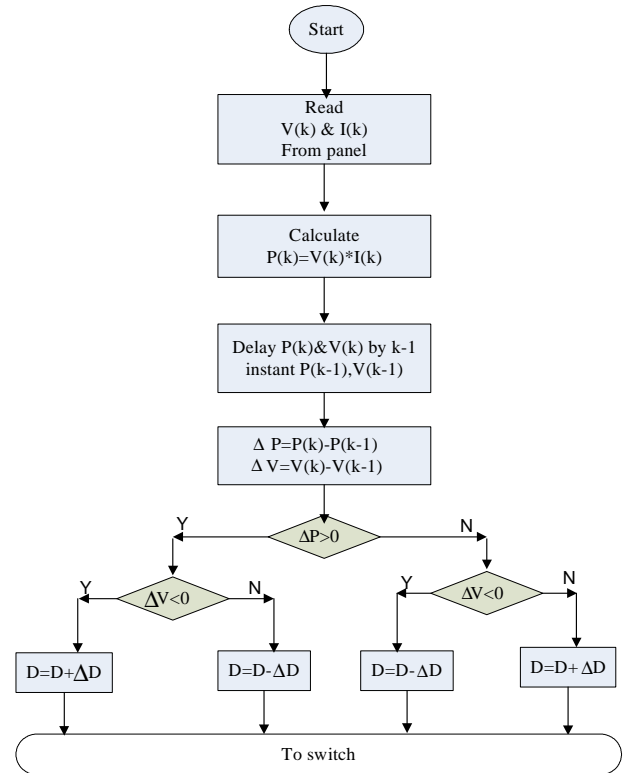 Start
Read
V(k) & I(k)
From panel
Calculate
P(k)=V(k)*I(k)
Delay P(k)&V(k) by k-1
instant P(k-1),V(k-1)
Δ P=P(k)-P(k-1)
Δ V=V(k)-V(k-1)
Y
ΔP>0
N
Y
ΔV<0
N
Y
ΔV<0
N
D=D+ΔD
D=D-ΔD
D=D-ΔD
D=D+ ΔD
To switch